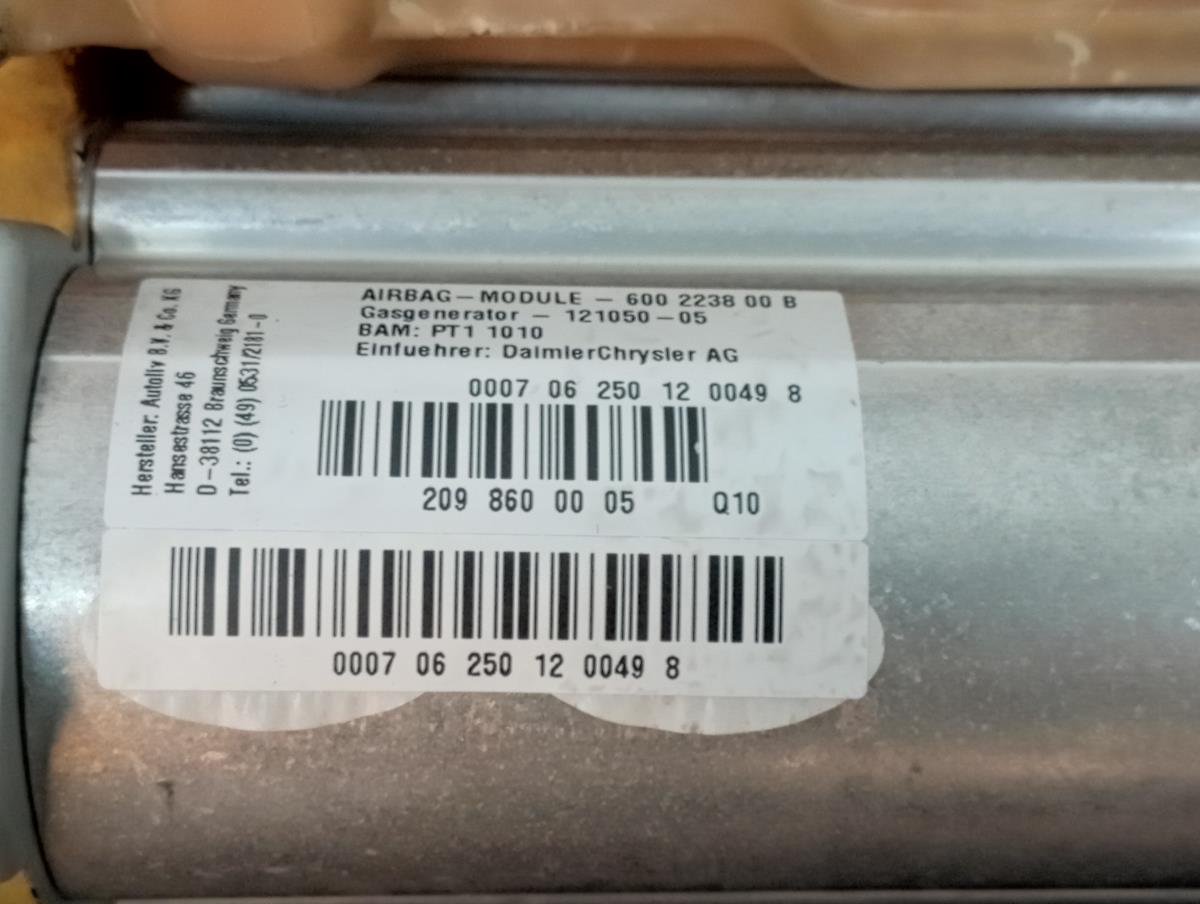 Hersteller: Autoliv B.V. & Co. KG
Hansestrasse 46
D-38112 Braunschweig Germany
Tel.: (0) (49) 0531/2181-0
AIRBAG-MODULE - 600 2238 00 B
Gasgenerator - 121050-05
BAM: PT1 1010
Einfuehrer: DaimlerChrysler AG
0007 06 250 12 0049 8
209 860 00 05 Q10
0007 06 250 12 0049 8